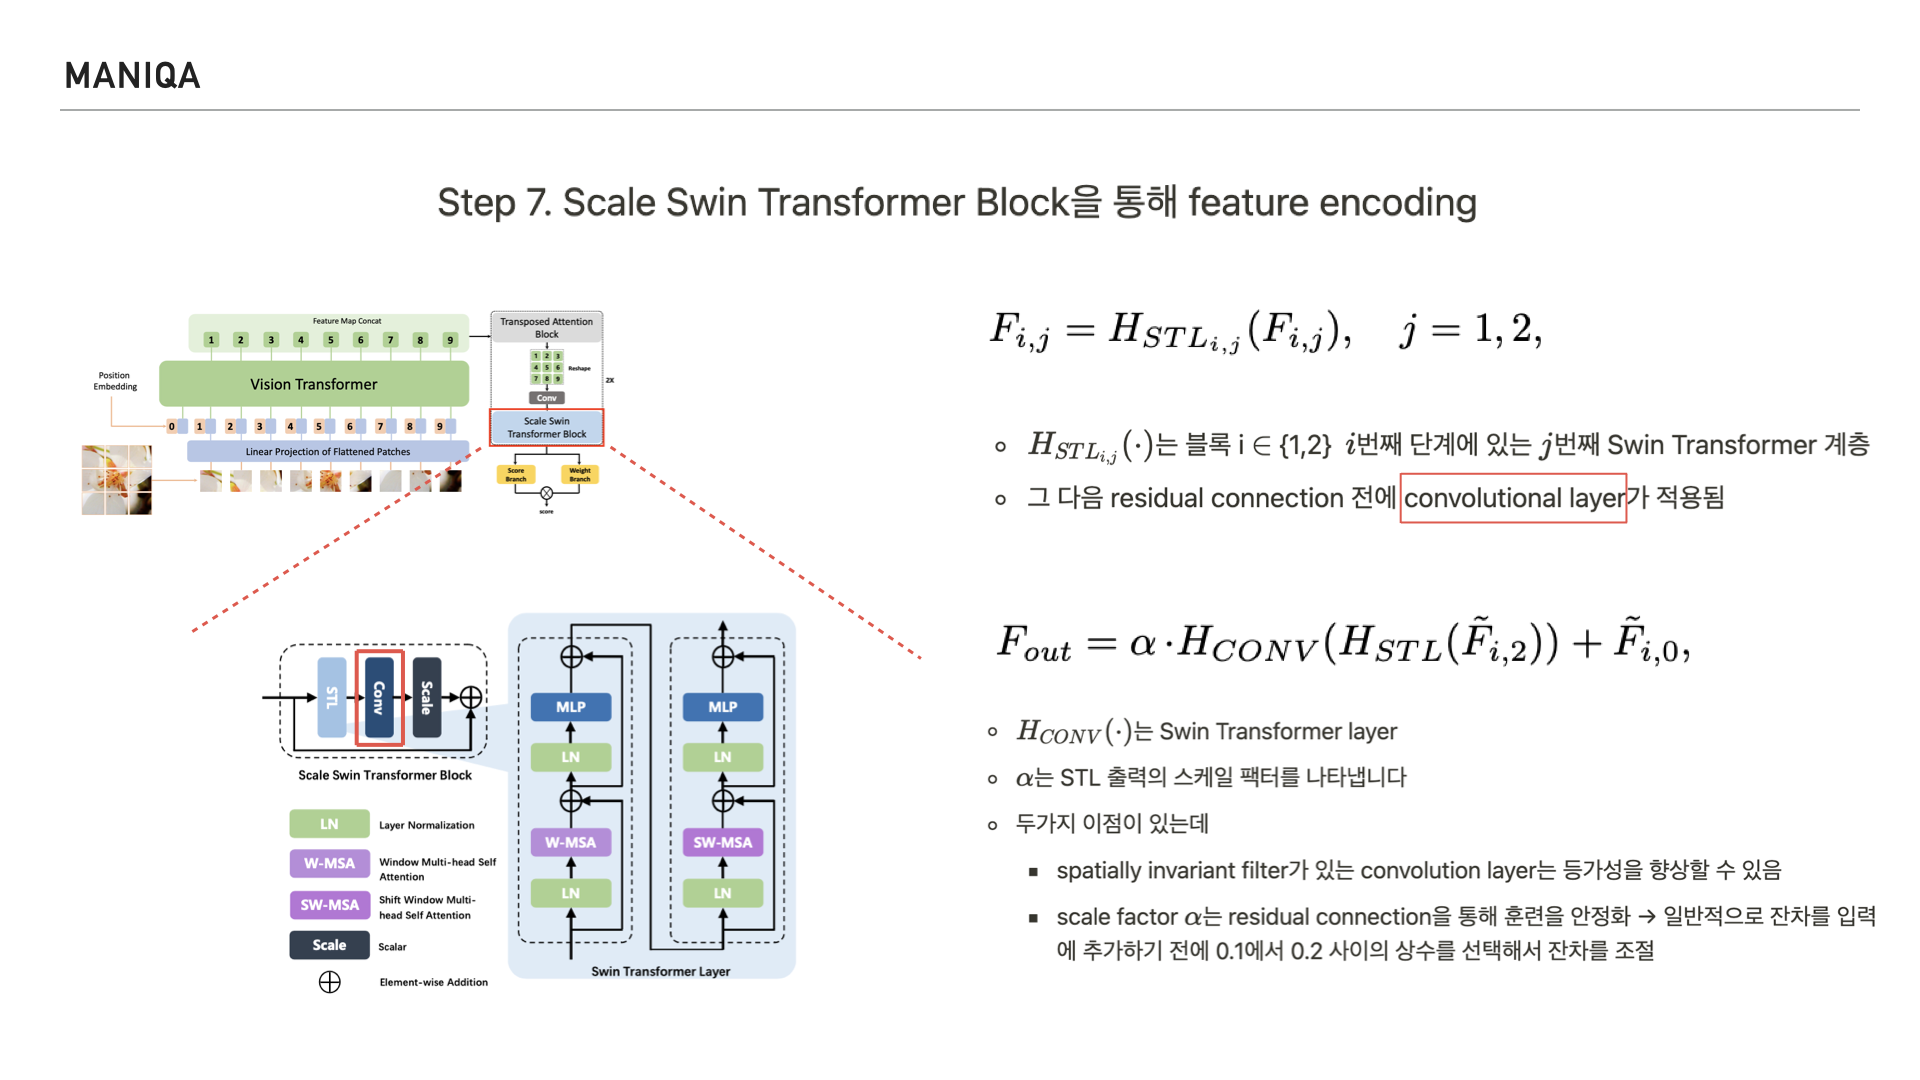 MANIQA
Step 7. Scale Swin Transformer Block을 통해 feature encoding
Feature Map Concat
1 2 3 4 5 6 7 8 9
Vision Transformer
Position
Embedding
0 1 2 3 4 5 6 7 8 9
Linear Projection of Flattened Patches
Transposed Attention
Block
1 2 3
4 5 6
7 8 9
Reshape
2X
Conv
Scale Swin
Transformer Block
Score
Branch
Weight
Branch
score
STL
Conv
Scale
Scale Swin Transformer Block
LN Layer Normalization
W-MSA Window Multi-head Self
Attention
SW-MSA Shift Window Multi-
head Self Attention
Scale Scalar
⊕ Element-wise Addition
MLP
LN
W-MSA
LN
MLP
LN
SW-MSA
LN
Swin Transformer Layer
F_{i,j} = H_{STL_{i,j}}(F_{i,j}), j = 1, 2,
H_{STL_{i,j}}(·)는 블록 i ∈ {1,2} i번째 단계에 있는 j번째 Swin Transformer 계층
그 다음 residual connection 전에 convolutional layer가 적용됨
F_{out} = α·H_{CONV}(H_{STL}(F̃_{i,2})) + F̃_{i,0},
H_{CONV}(·)는 Swin Transformer layer
α는 STL 출력의 스케일 팩터를 나타냅니다
두가지 이점이 있는데
spatially invariant filter가 있는 convolution layer는 등가성을 향상할 수 있음
scale factor α는 residual connection을 통해 훈련을 안정화 → 일반적으로 잔차를 입력
에 추가하기 전에 0.1에서 0.2 사이의 상수를 선택해서 잔차를 조절